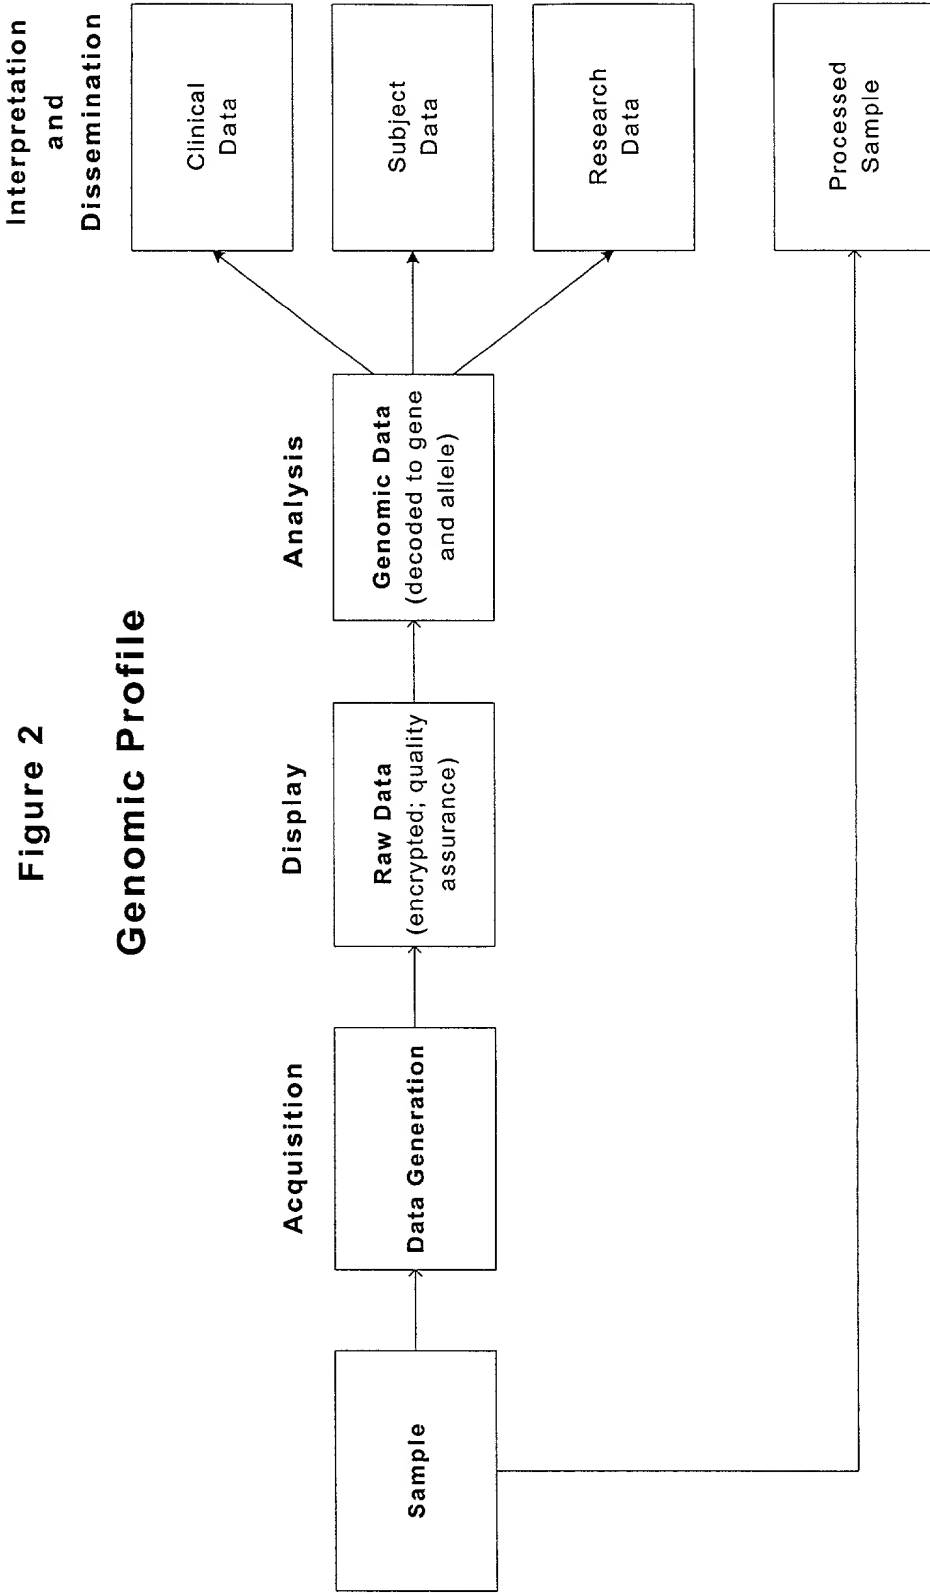 Figure 2
Genomic Profile
Acquisition
Display
Analysis
Interpretation
and
Dissemination
Sample
Data Generation
Raw Data
(encrypted; quality
assurance)
Genomic Data
(decoded to gene
and allele)
Clinical
Data
Subject
Data
Research
Data
Processed
Sample